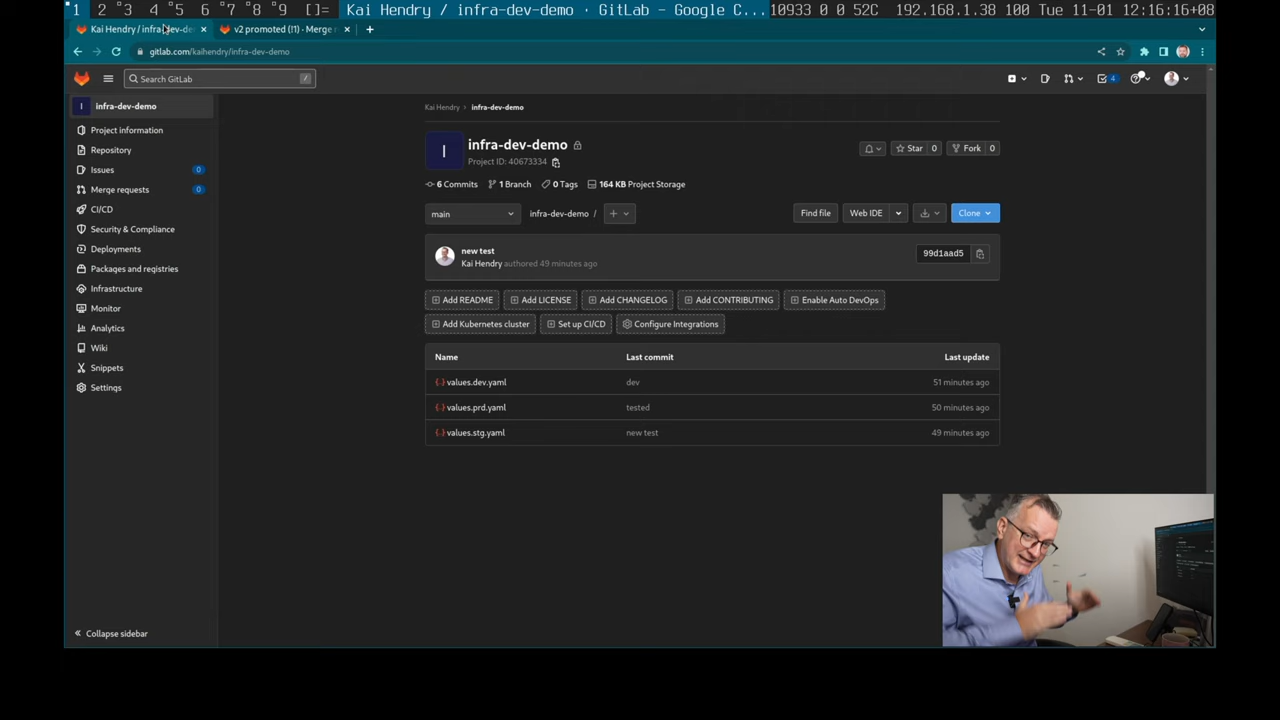 1 2 °3 4 °5 6 °7 °8 °9 []= Kai Hendry / infra-dev-demo · GitLab - Google C... 10933 0 0 52C 192.168.1.38 100 Tue 11-01 12:16:16+08
Kai Hendry / infra-dev-de
v2 promoted (!1) · Merge
gitlab.com/kaihendry/infra-dev-demo
Search GitLab /
4
I infra-dev-demo
Project information
Repository
Issues 0
Merge requests 0
CI/CD
Security & Compliance
Deployments
Packages and registries
Infrastructure
Monitor
Analytics
Wiki
Snippets
Settings
Collapse sidebar
Kai Hendry › infra-dev-demo
I
infra-dev-demo
Project ID: 40673334
Star 0
Fork 0
6 Commits 1 Branch 0 Tags 164 KB Project Storage
main
infra-dev-demo /
Find file
Web IDE
Clone
new test
Kai Hendry authored 49 minutes ago
99d1aad5
Add README Add LICENSE Add CHANGELOG Add CONTRIBUTING Enable Auto DevOps
Add Kubernetes cluster Set up CI/CD Configure Integrations
Name Last commit Last update
values.dev.yaml dev 51 minutes ago
values.prd.yaml tested 50 minutes ago
values.stg.yaml new test 49 minutes ago